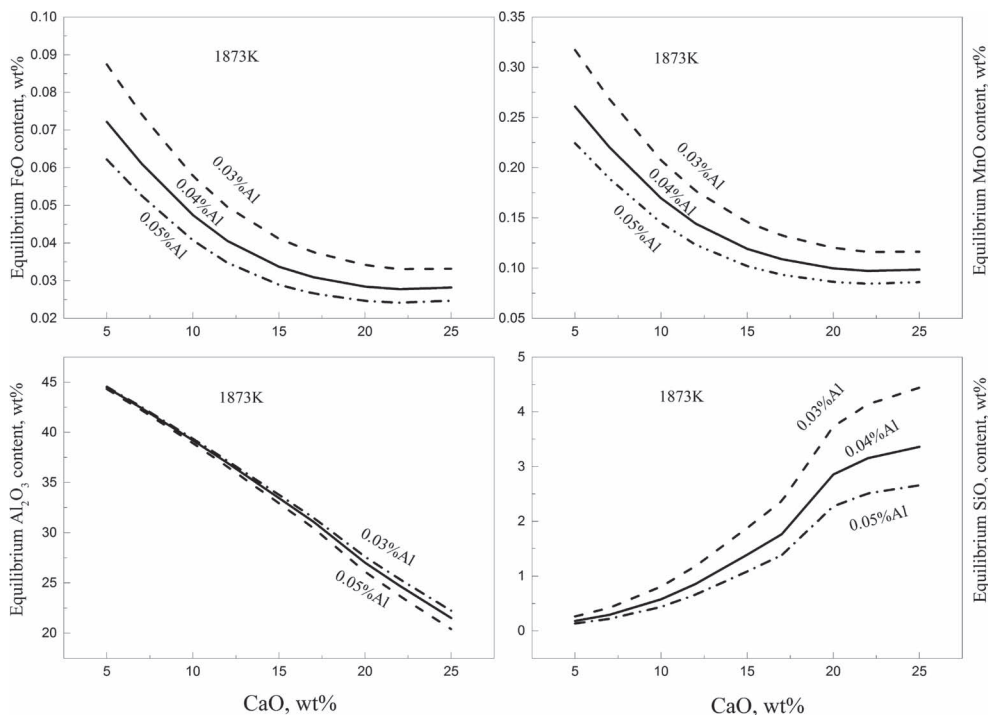 Equilibrium FeO content, wt%
0.10
0.09
0.08
0.07
0.06
0.05
0.04
0.03
0.02
1873K
0.03%Al
0.04%Al
0.05%Al
5 10 15 20 25
0.35
0.30
0.25
0.20
0.15
0.10
0.05
1873K
0.03%Al
0.04%Al
0.05%Al
5 10 15 20 25
Equilibrium MnO content, wt%
Equilibrium Al₂O₃ content, wt%
45
40
35
30
25
20
1873K
0.03%Al
0.05%Al
5 10 15 20 25
CaO, wt%
5
4
3
2
1
0
1873K
0.03%Al
0.04%Al
0.05%Al
5 10 15 20 25
CaO, wt%
Equilibrium SiO₂ content, wt%